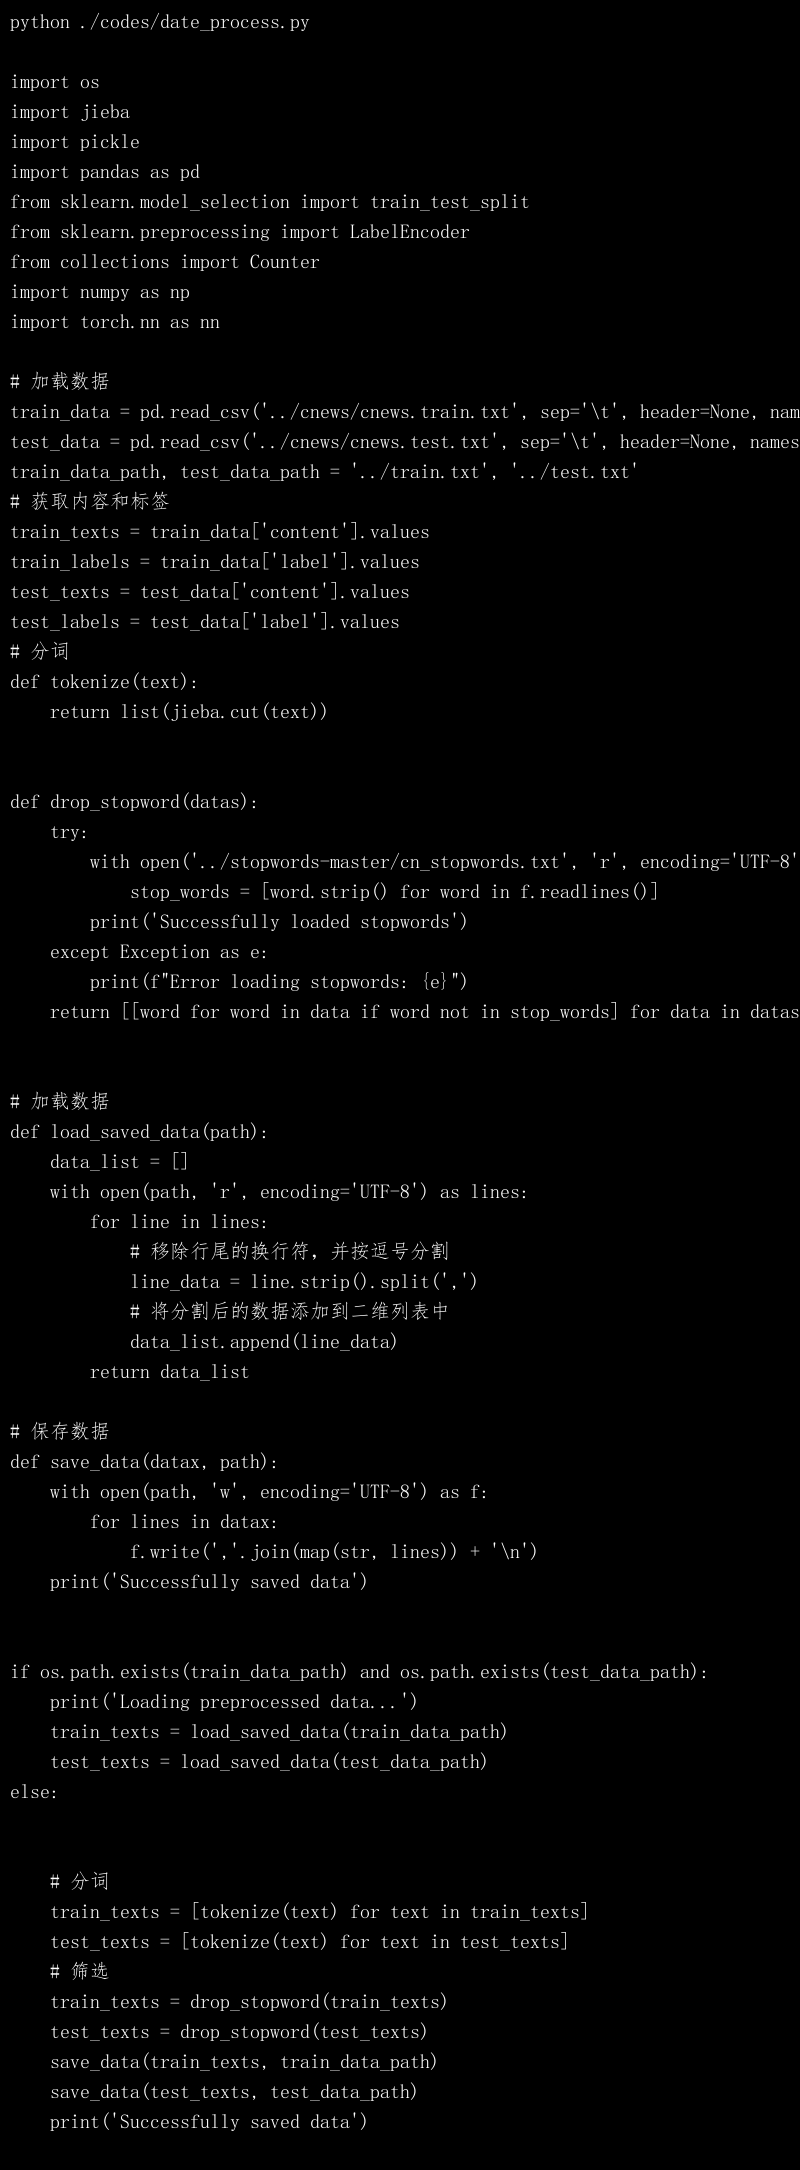 python ./codes/date_process.py

import os
import jieba
import pickle
import pandas as pd
from sklearn.model_selection import train_test_split
from sklearn.preprocessing import LabelEncoder
from collections import Counter
import numpy as np
import torch.nn as nn

# 加载数据
train_data = pd.read_csv('../cnews/cnews.train.txt', sep='\t', header=None, nam
test_data = pd.read_csv('../cnews/cnews.test.txt', sep='\t', header=None, names
train_data_path, test_data_path = '../train.txt', '../test.txt'
# 获取内容和标签
train_texts = train_data['content'].values
train_labels = train_data['label'].values
test_texts = test_data['content'].values
test_labels = test_data['label'].values
# 分词
def tokenize(text):
    return list(jieba.cut(text))


def drop_stopword(datas):
    try:
        with open('../stopwords-master/cn_stopwords.txt', 'r', encoding='UTF-8'
            stop_words = [word.strip() for word in f.readlines()]
        print('Successfully loaded stopwords')
    except Exception as e:
        print(f"Error loading stopwords: {e}")
    return [[word for word in data if word not in stop_words] for data in datas


# 加载数据
def load_saved_data(path):
    data_list = []
    with open(path, 'r', encoding='UTF-8') as lines:
        for line in lines:
            # 移除行尾的换行符，并按逗号分割
            line_data = line.strip().split(',')
            # 将分割后的数据添加到二维列表中
            data_list.append(line_data)
        return data_list

# 保存数据
def save_data(datax, path):
    with open(path, 'w', encoding='UTF-8') as f:
        for lines in datax:
            f.write(','.join(map(str, lines)) + '\n')
    print('Successfully saved data')


if os.path.exists(train_data_path) and os.path.exists(test_data_path):
    print('Loading preprocessed data...')
    train_texts = load_saved_data(train_data_path)
    test_texts = load_saved_data(test_data_path)
else:


    # 分词
    train_texts = [tokenize(text) for text in train_texts]
    test_texts = [tokenize(text) for text in test_texts]
    # 筛选
    train_texts = drop_stopword(train_texts)
    test_texts = drop_stopword(test_texts)
    save_data(train_texts, train_data_path)
    save_data(test_texts, test_data_path)
    print('Successfully saved data')